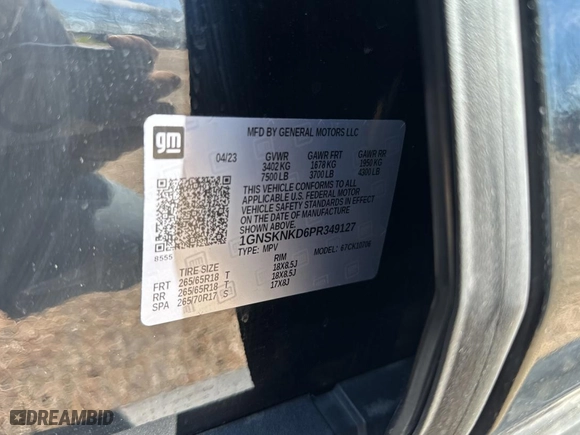 gm
MFD BY GENERAL MOTORS LLC
04/23 GVWR GAWR FRT GAWR RR
3402 KG 1678 KG 1950 KG
7500 LB 3700 LB 4300 LB
THIS VEHICLE CONFORMS TO ALL
APPLICABLE U.S. FEDERAL MOTOR
VEHICLE SAFETY STANDARDS IN EFFECT
ON THE DATE OF MANUFACTURE
SHOWN ABOVE.
1GNSKNKD6PR349127
TYPE: MPV 67CK10706
8555
TIRE SIZE RIM
FRT 265/65R18 T 18X8.5J
RR 265/65R18 T 18X8.5J
SPA 265/70R17 S 17X8J
DREAMBID